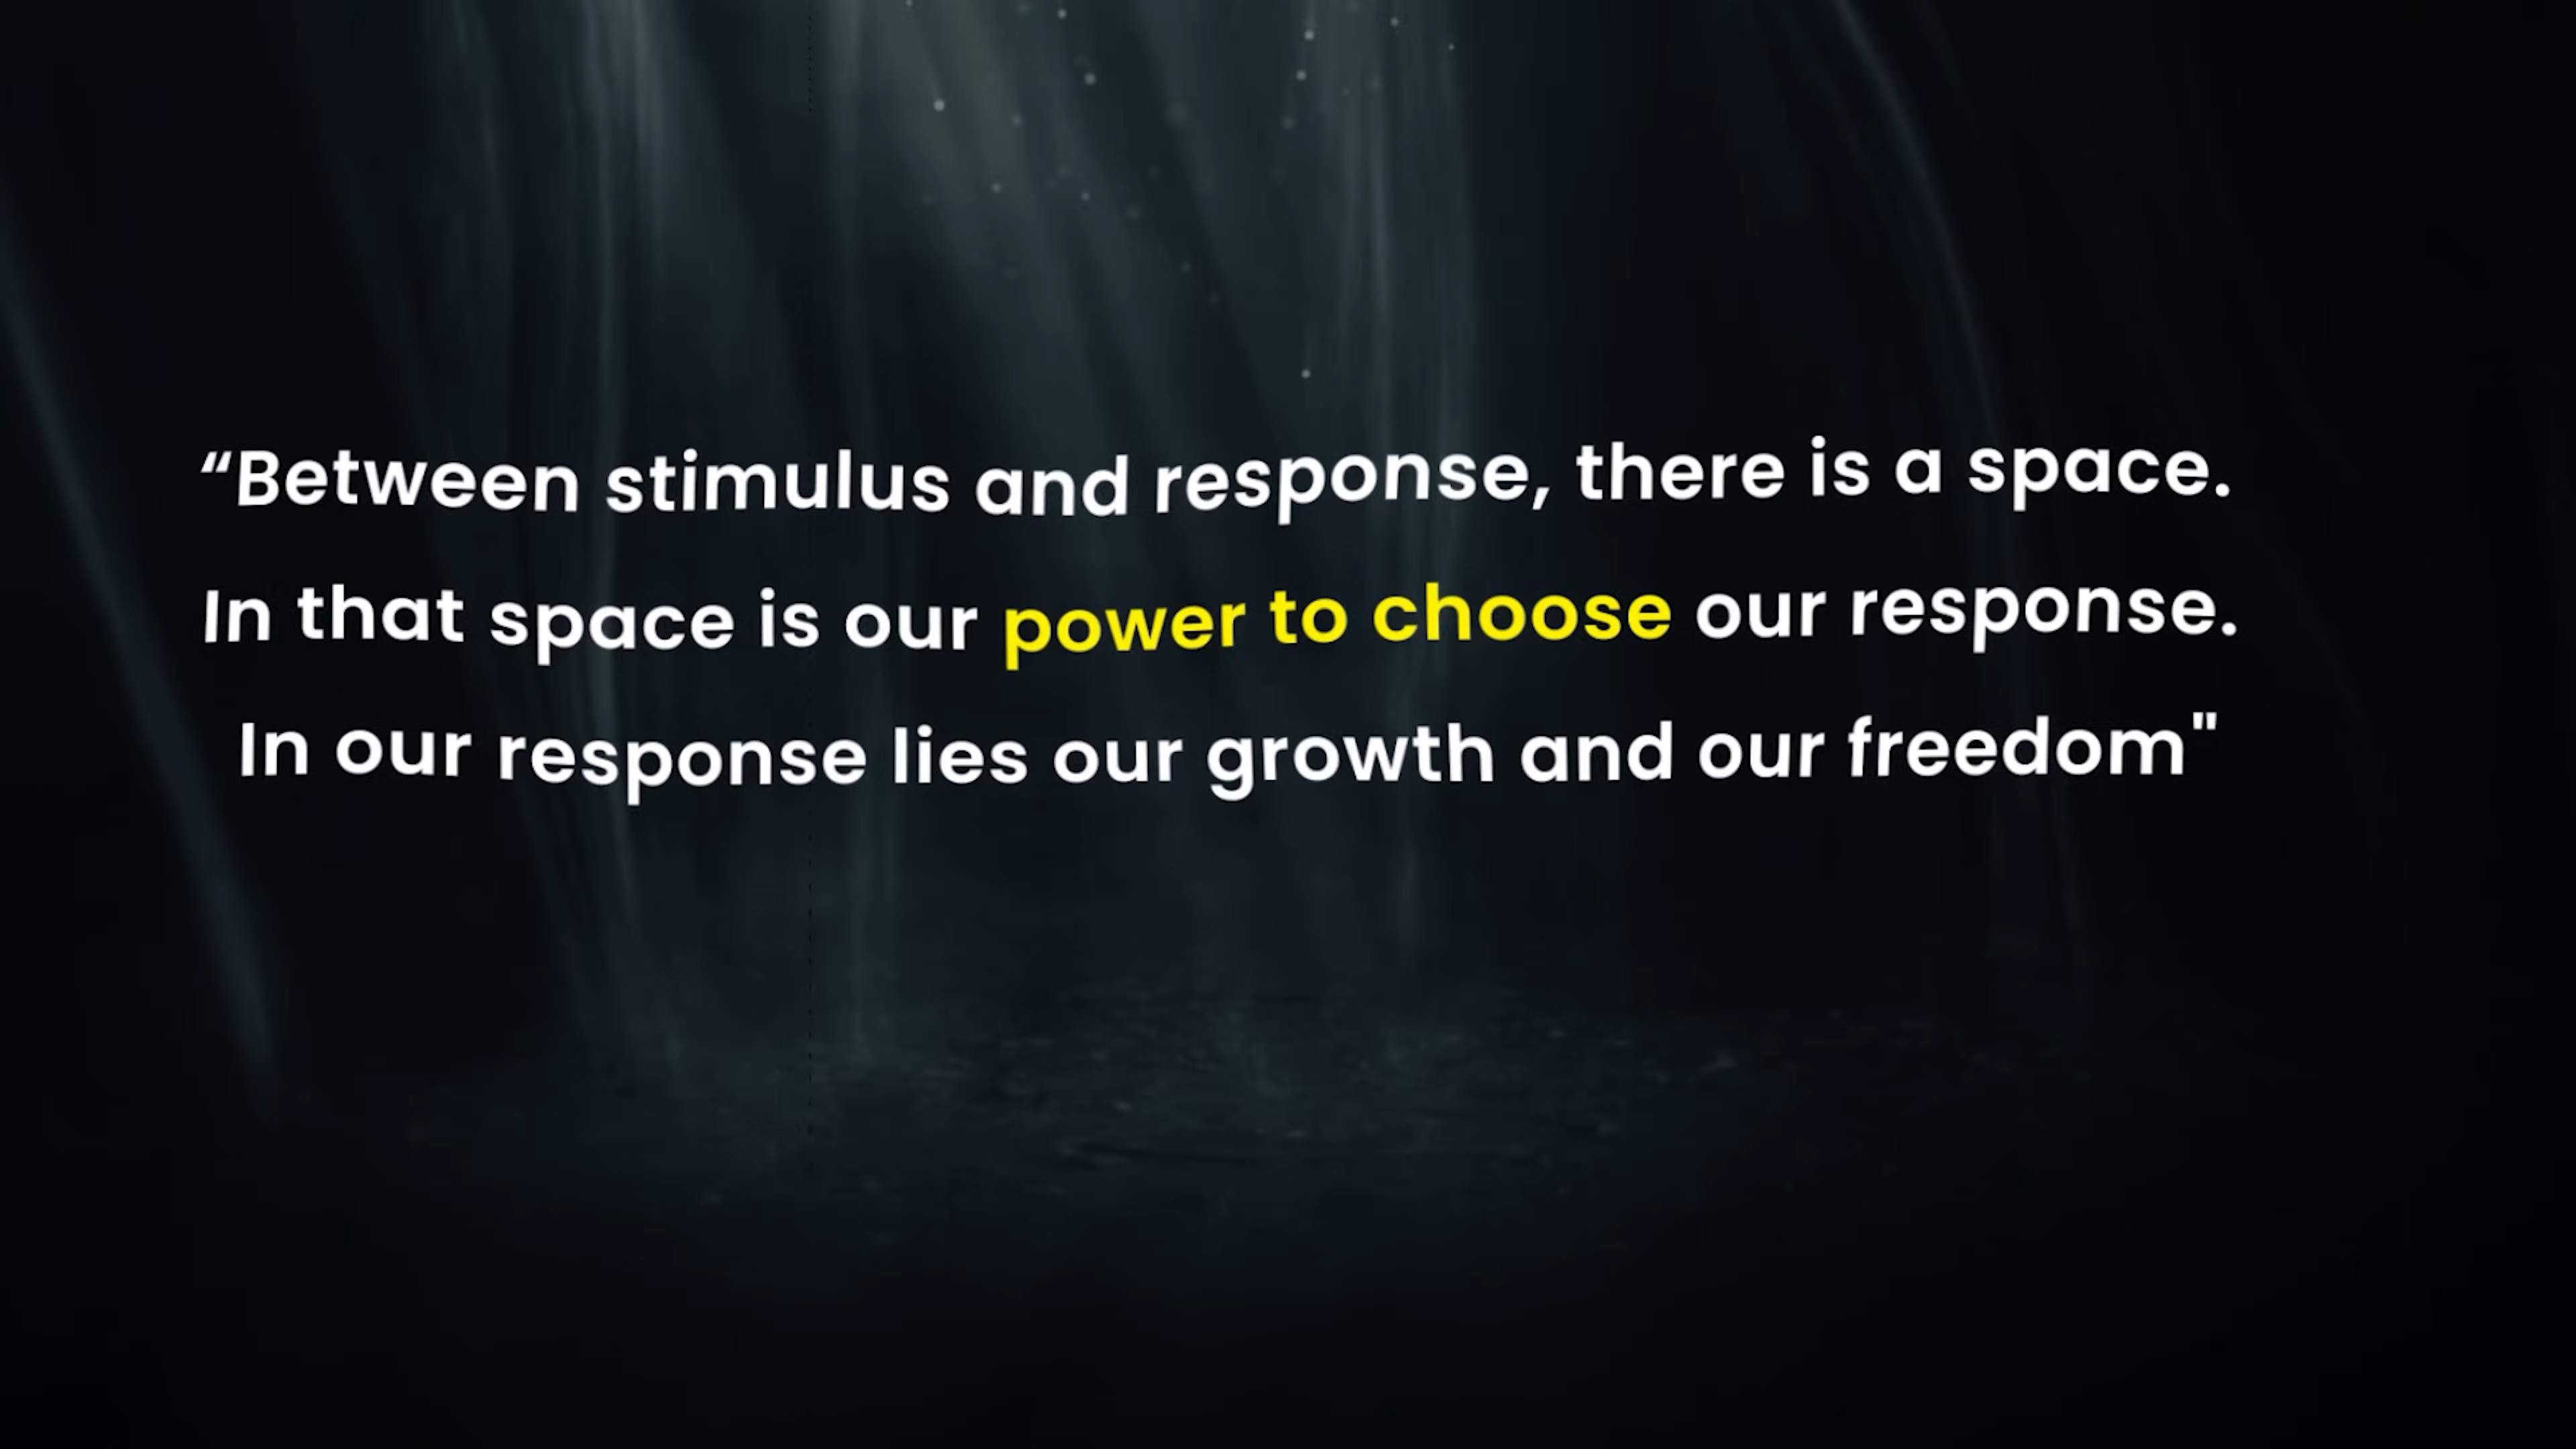 “Between stimulus and response, there is a space.
In that space is our power to choose our response.
In our response lies our growth and our freedom"